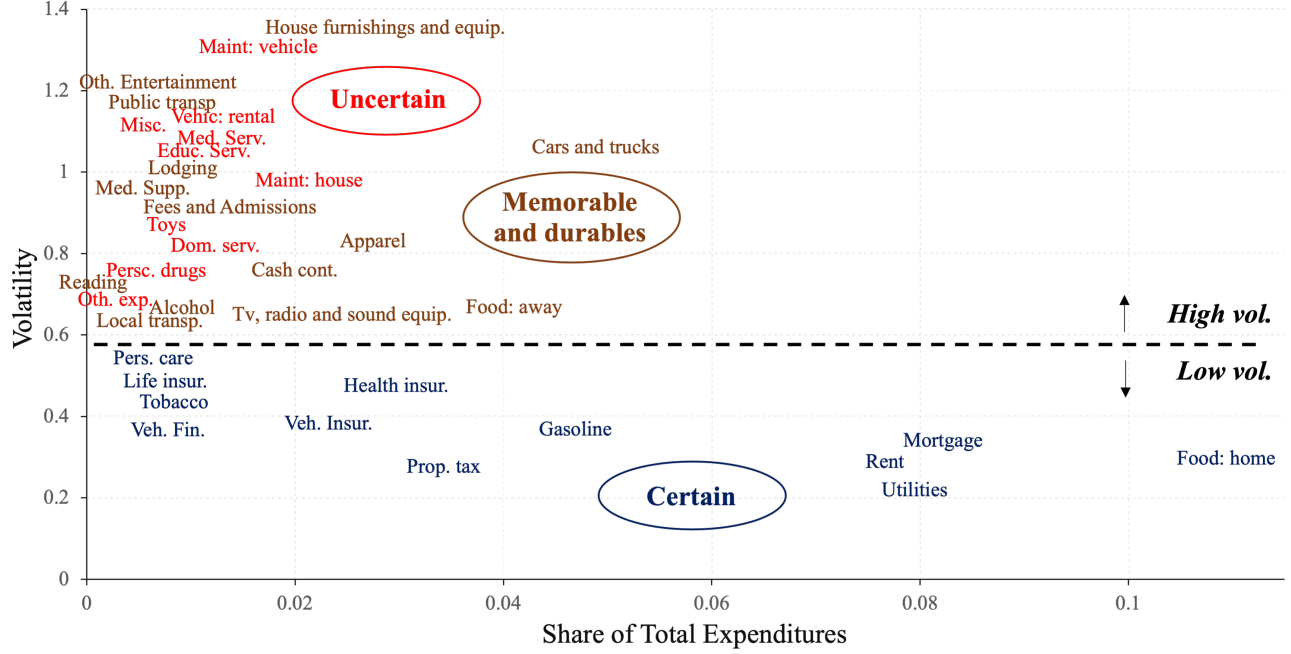 1.4
House furnishings and equip.
Maint: vehicle
1.2
Oth. Entertainment
Public transp
Uncertain
Vehic: rental
Misc.
Med. Serv.
Educ. Serv.
Cars and trucks
1
Lodging
Maint: house
Med. Supp.
Memorable
and durables
Fees and Admissions
Toys
Dom. serv.
Apparel
0.8
Persc. drugs
Cash cont.
Reading
Oth. exp.
Alcohol
Food: away
Tv, radio and sound equip.
Local transp.
High vol.
0.6
Volatility
Pers. care
Low vol.
Life insur.
Health insur.
Tobacco
0.4
Veh. Fin.
Veh. Insur.
Gasoline
Mortgage
Prop. tax
Rent
Food: home
0.2
Certain
Utilities
0
0 0.02 0.04 0.06 0.08 0.1
Share of Total Expenditures